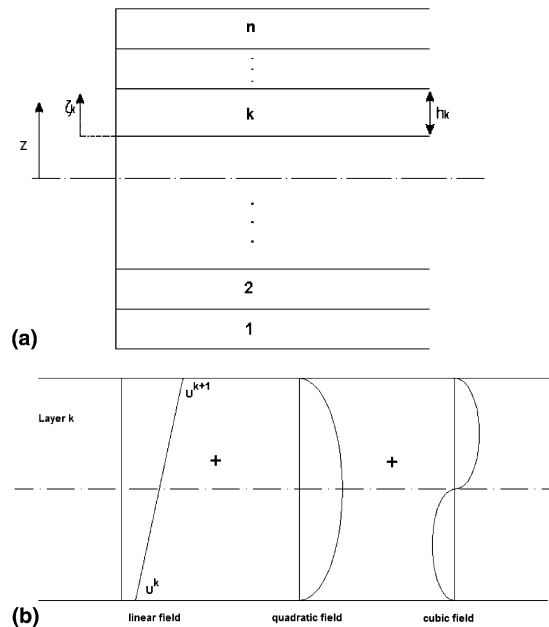 n
k
ζk
hk
z
2
1
(a)
U^{k+1}
Layer k
+ +
U^k
(b)
linear field quadratic field cubic field